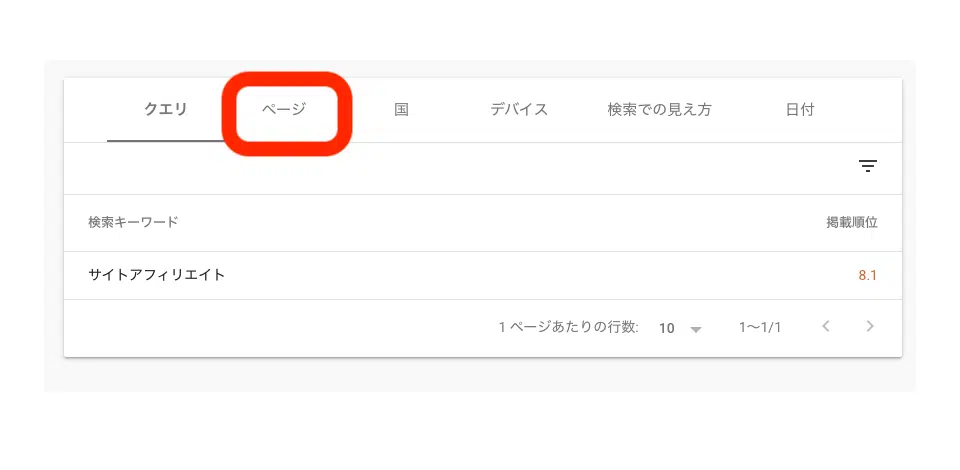 クエリ ページ 国 デバイス 検索での見え方 日付
検索キーワード 掲載順位
サイトアフィリエイト 8.1
1 ページあたりの行数: 10 1～1/1